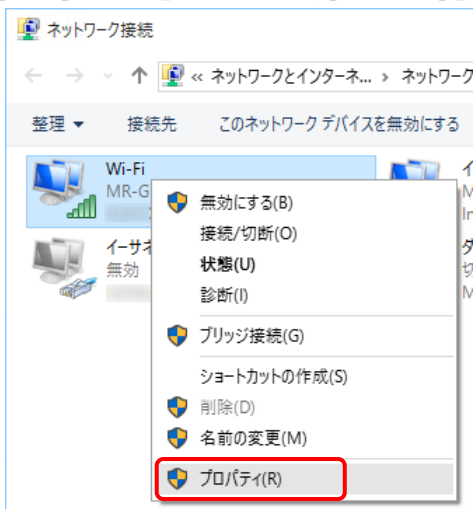 ネットワーク接続
« ネットワークとインターネ... › ネットワーク
整理 ▼ 接続先 このネットワーク デバイスを無効にする
Wi-Fi
MR-G
無効にする(B)
接続/切断(O)
状態(U)
診断(I)
ブリッジ接続(G)
ショートカットの作成(S)
削除(D)
名前の変更(M)
プロパティ(R)
イーサネ
無効
イ
M
In
ダ
切
M